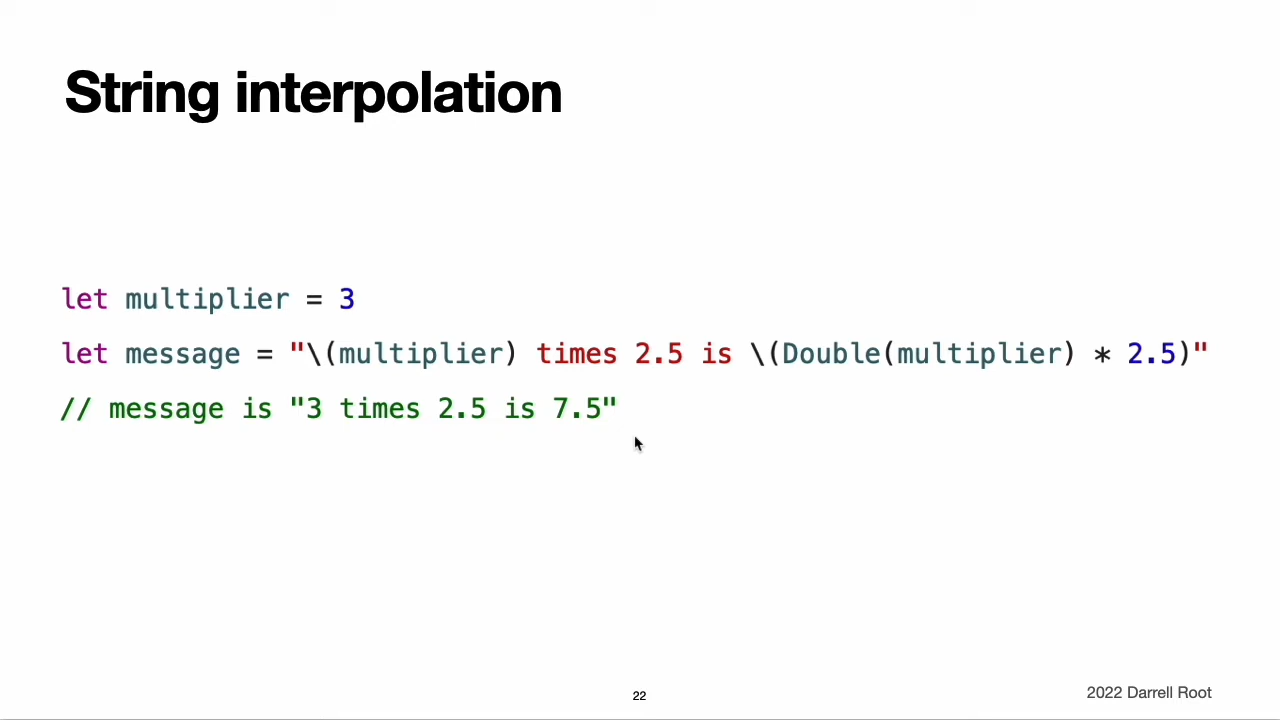 String interpolation
let multiplier = 3
let message = "\(multiplier) times 2.5 is \(Double(multiplier) * 2.5)"
// message is "3 times 2.5 is 7.5"
22
2022 Darrell Root